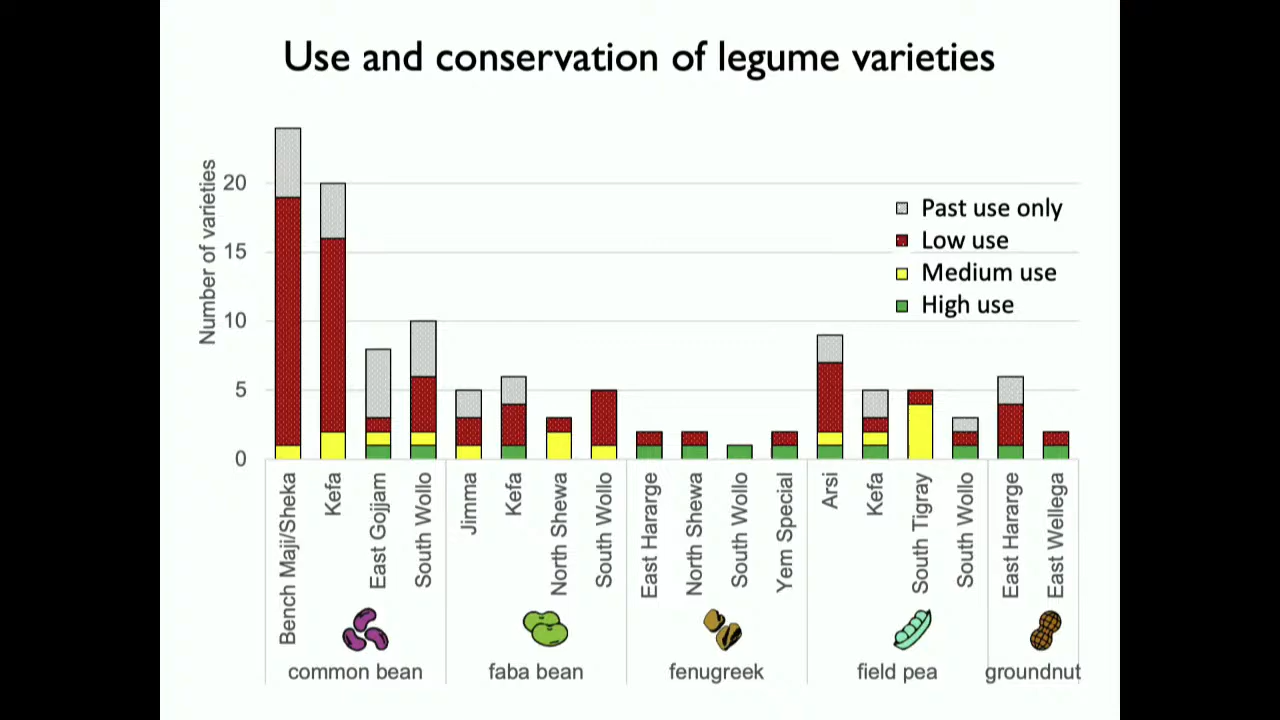 Use and conservation of legume varieties
Number of varieties
20
15
10
5
0
Past use only
Low use
Medium use
High use
Bench Maji/Sheka
Kefa
East Gojjam
South Wollo
Jimma
Kefa
North Shewa
South Wollo
East Hararge
North Shewa
South Wollo
Yem Special
Arsi
Kefa
South Tigray
South Wollo
East Hararge
East Wellega
common bean
faba bean
fenugreek
field pea
groundnut